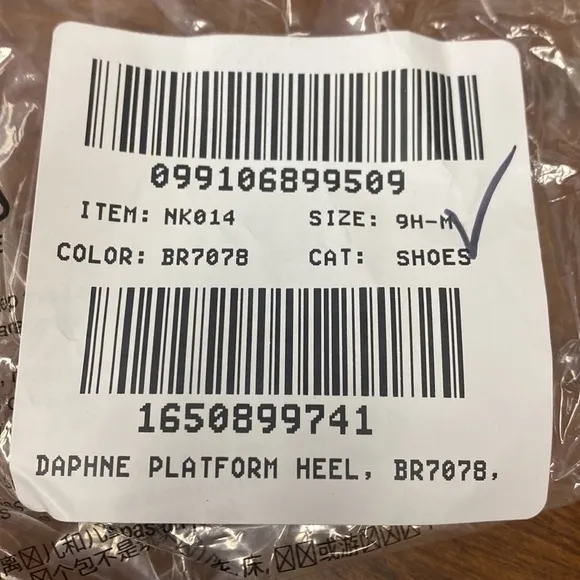 099106899509
ITEM: NK014 SIZE: 9H-M
COLOR: BR7078 CAT: SHOES
1650899741
DAPHNE PLATFORM HEEL, BR7078,